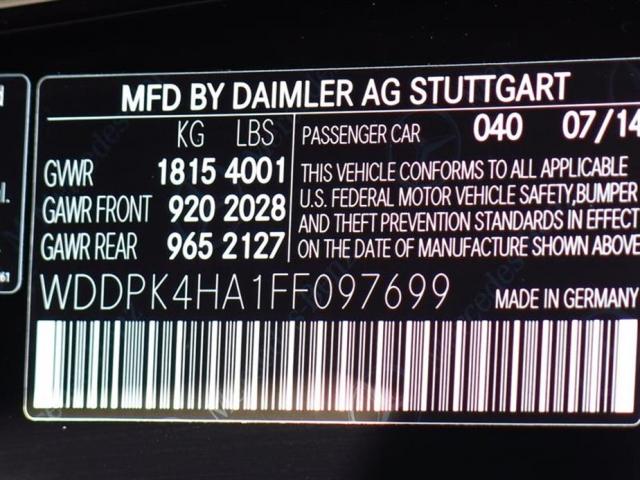 MFD BY DAIMLER AG STUTTGART
KG LBS
GVWR 1815 4001
GAWR FRONT 920 2028
GAWR REAR 965 2127
PASSENGER CAR 040 07/14
THIS VEHICLE CONFORMS TO ALL APPLICABLE
U.S. FEDERAL MOTOR VEHICLE SAFETY,BUMPER
AND THEFT PREVENTION STANDARDS IN EFFECT
ON THE DATE OF MANUFACTURE SHOWN ABOVE
WDDPK4HA1FF097699
MADE IN GERMANY